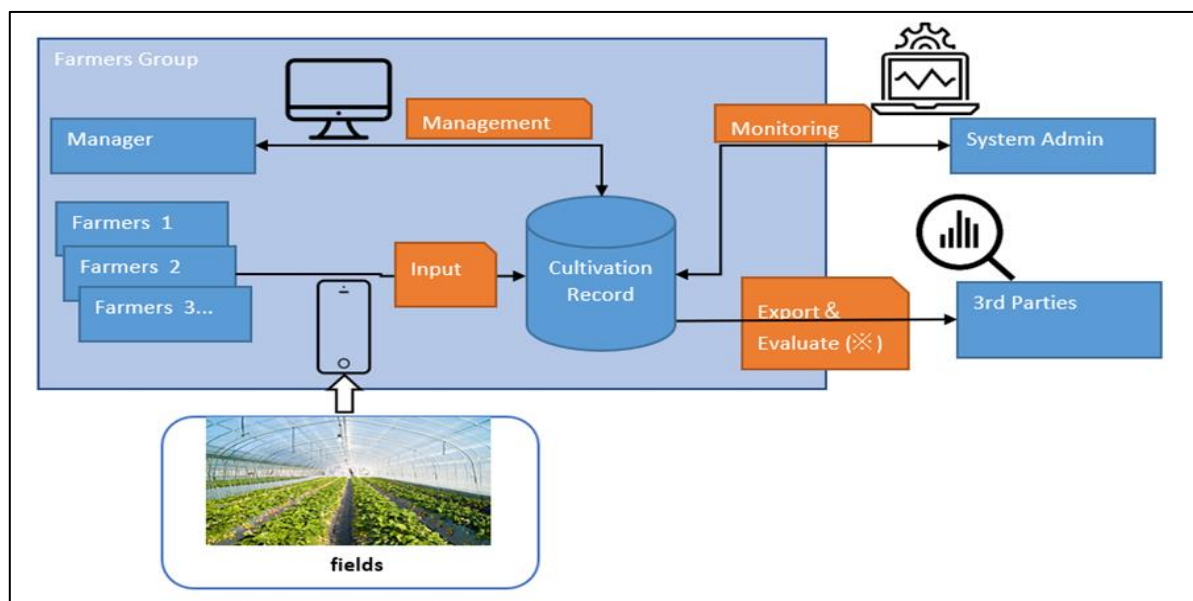 Farmers Group
Manager
Management
Monitoring
System Admin
Farmers 1
Farmers 2
Farmers 3...
Input
Cultivation
Record
Export &
Evaluate (※)
3rd Parties
fields